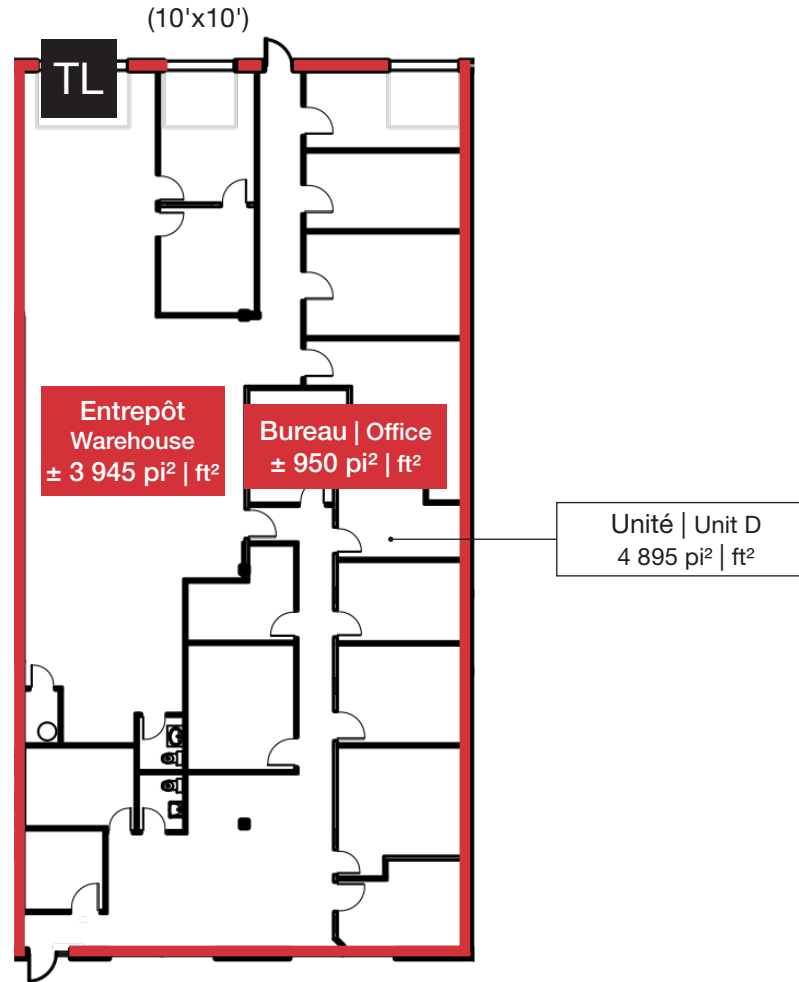 (10'x10')
TL
Entrepôt
Warehouse
± 3 945 pi² | ft²
Bureau | Office
± 950 pi² | ft²
Unité | Unit D
4 895 pi² | ft²